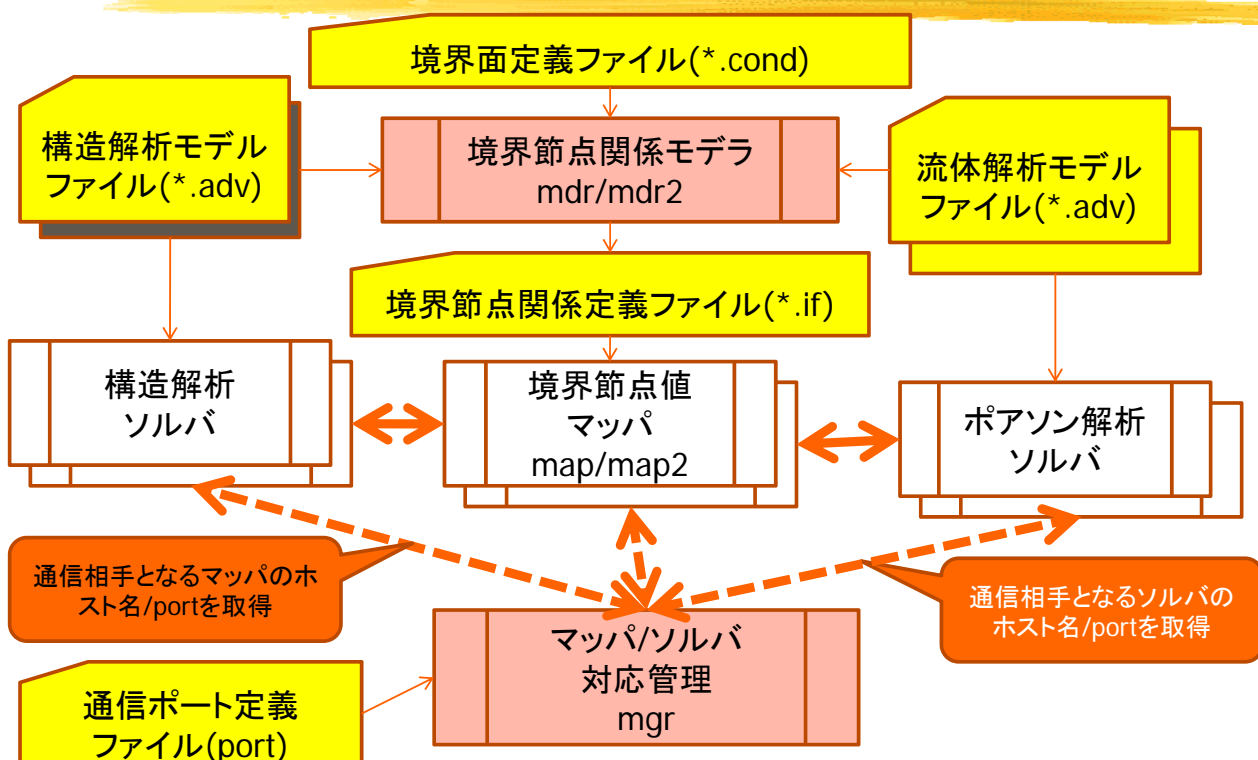 境界面定義ファイル(*.cond)
構造解析モデル
ファイル(*.adv)
境界節点関係モデラ
mdr/mdr2
流体解析モデル
ファイル(*.adv)
境界節点関係定義ファイル(*.if)
構造解析
ソルバ
境界節点値
マッパ
map/map2
ポアソン解析
ソルバ
通信相手となるマッパのホ
スト名/portを取得
通信相手となるソルバの
ホスト名/portを取得
マッパ/ソルバ
対応管理
mgr
通信ポート定義
ファイル(port)